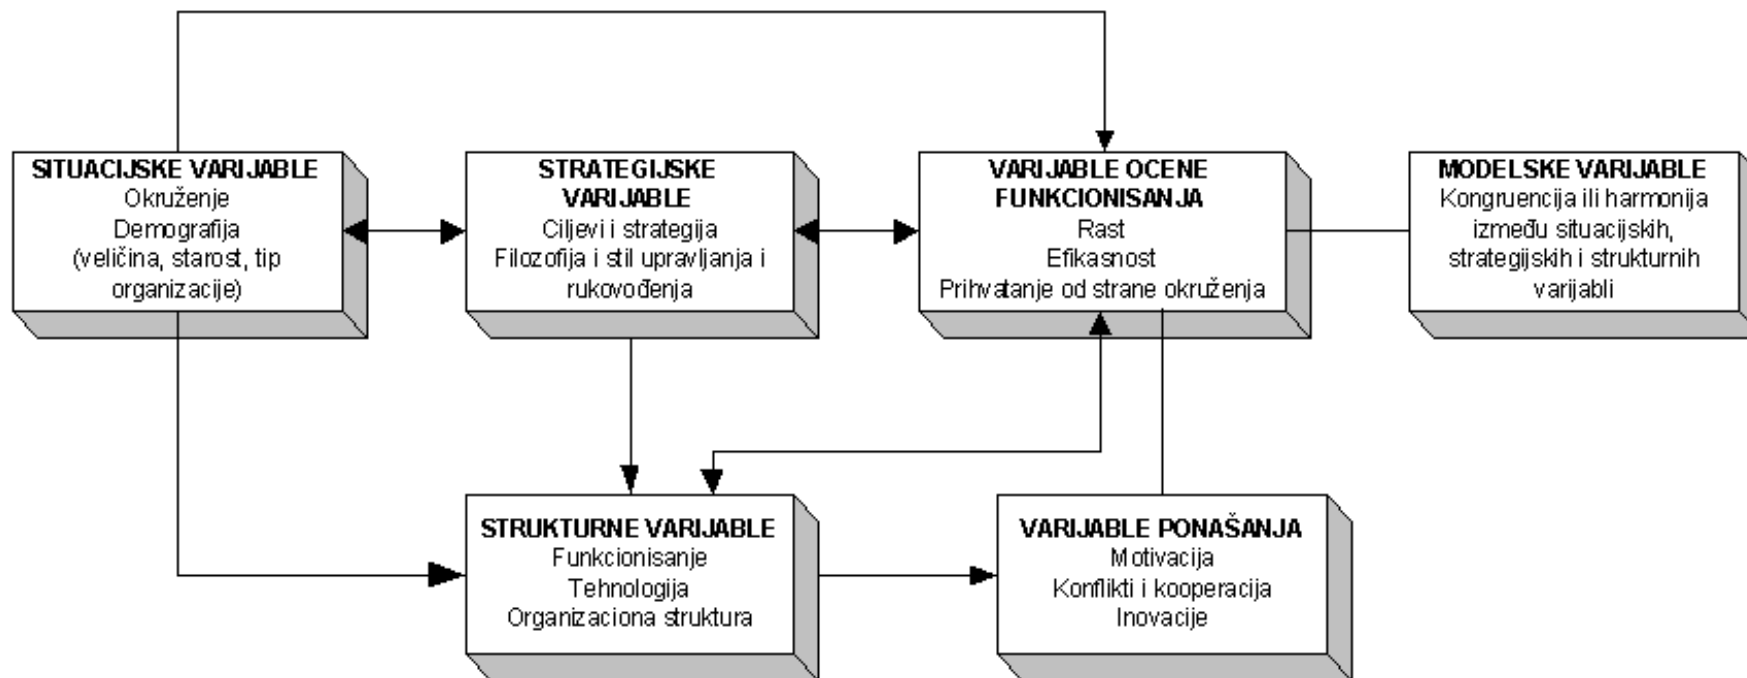 SITUACIJSKE VARIJABLE
Okruženje
Demografija
(veličina, starost, tip
organizacije)
STRATEGIJSKE
VARIJABLE
Ciljevi i strategija
Filozofija i stil upravljanja i
rukovođenja
VARIJABLE OCENE
FUNKCIONISANJA
Rast
Efikasnost
Prihvatanje od strane okruženja
MODELSKE VARIJABLE
Kongruencija ili harmonija
između situacijskih,
strategijskih i strukturnih
varijabli
STRUKTURNE VARIJABLE
Funkcionisanje
Tehnologija
Organizaciona struktura
VARIJABLE PONAŠANJA
Motivacija
Konflikti i kooperacija
Inovacije